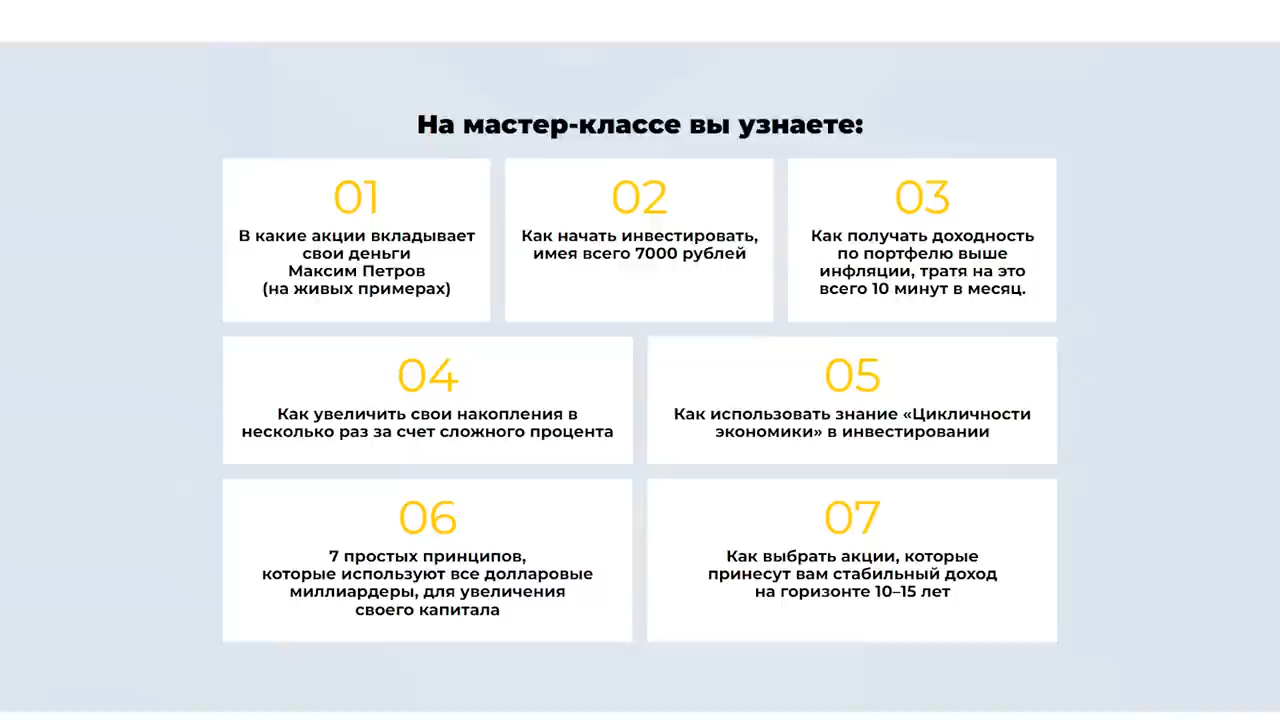 На мастер-классе вы узнаете:
01
В какие акции вкладывает
свои деньги
Максим Петров
(на живых примерах)
02
Как начать инвестировать,
имея всего 7000 рублей
03
Как получать доходность
по портфелю выше
инфляции, тратя на это
всего 10 минут в месяц.
04
Как увеличить свои накопления в
несколько раз за счет сложного процента
05
Как использовать знание «Цикличности
экономики» в инвестировании
06
7 простых принципов,
которые используют все долларовые
миллиардеры, для увеличения
своего капитала
07
Как выбрать акции, которые
принесут вам стабильный доход
на горизонте 10–15 лет